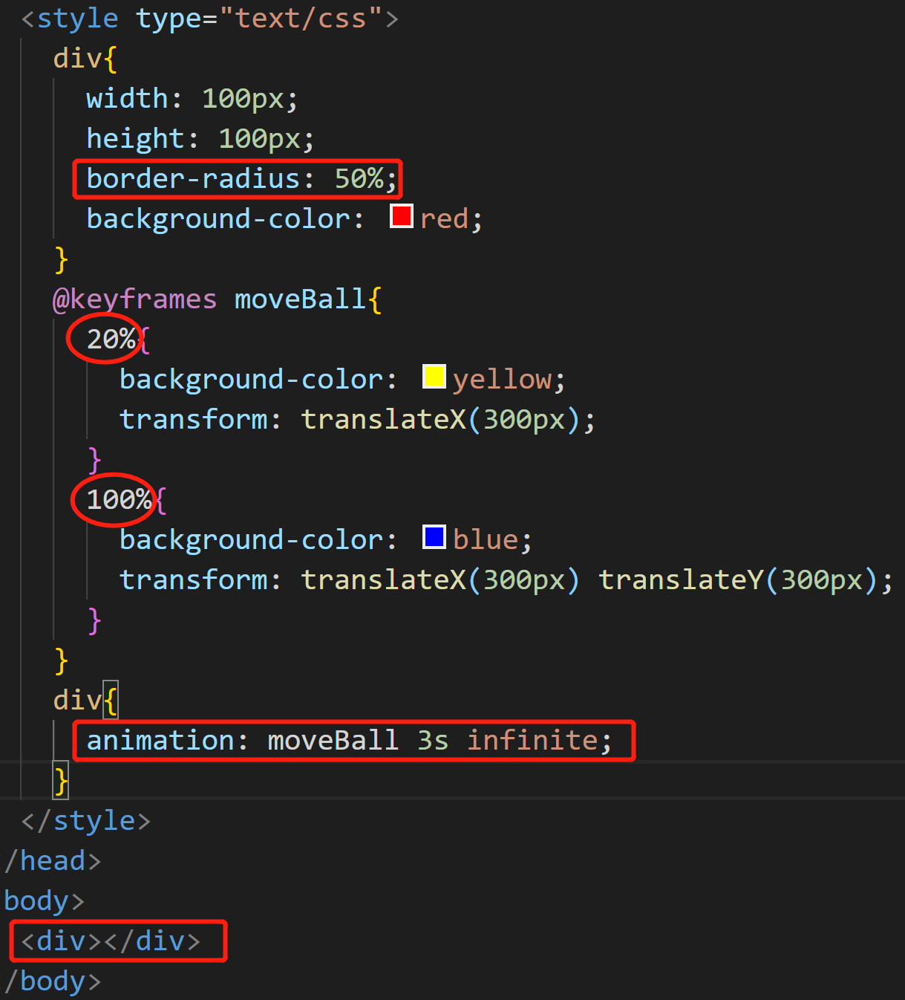 <style type="text/css">
div{
width: 100px;
height: 100px;
border-radius: 50%;
background-color: red;
}
@keyframes moveBall{
20%{
background-color: yellow;
transform: translateX(300px);
}
100%{
background-color: blue;
transform: translateX(300px) translateY(300px);
}
}
div{
animation: moveBall 3s infinite;
}
</style>
/head>
body>
<div></div>
/body>